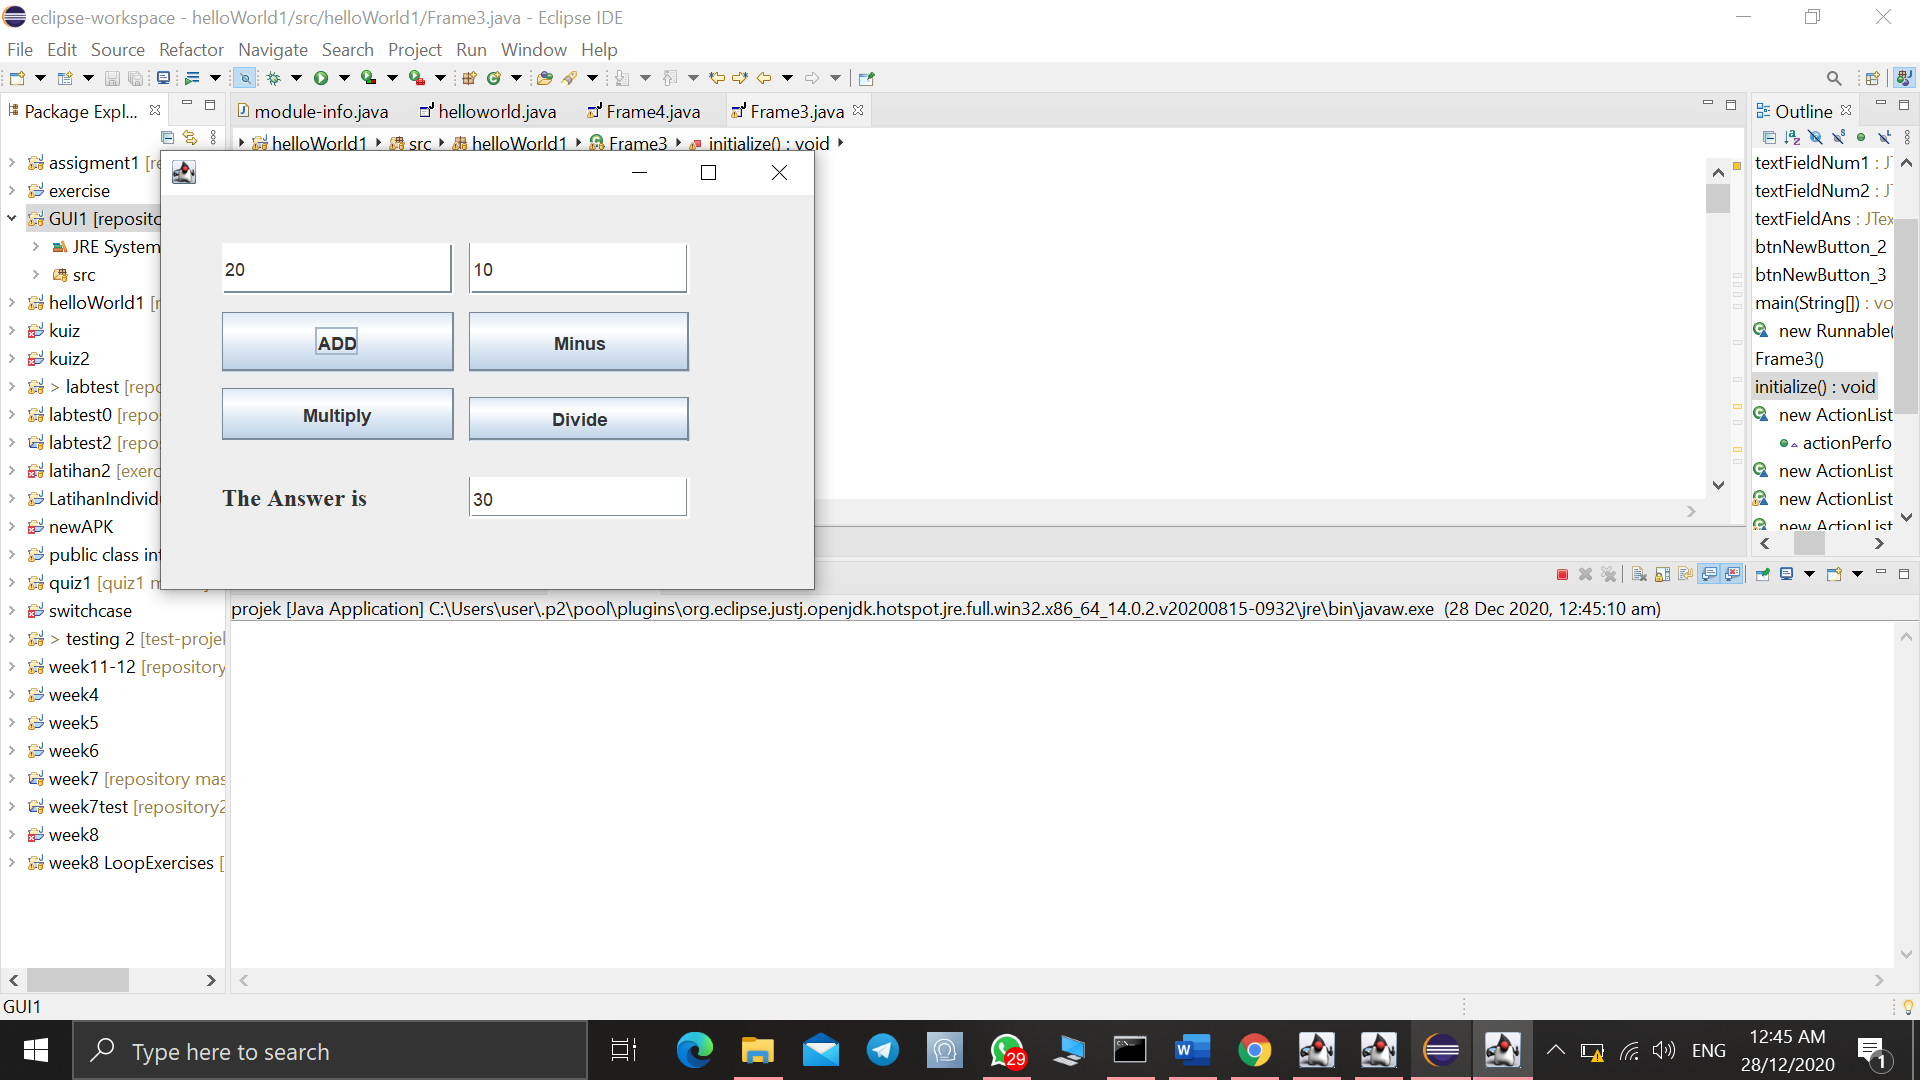 eclipse-workspace - helloWorld1/src/helloWorld1/Frame3.java - Eclipse IDE
File Edit Source Refactor Navigate Search Project Run Window Help
Package Expl...
module-info.java helloworld.java Frame4.java Frame3.java
Outline
helloWorld1 src helloWorld1 Frame3 initialize() : void
assigment1 [re
exercise
GUI1 [reposito
JRE System
src
helloWorld1 [r
kuiz
kuiz2
> labtest [repo
labtest0 [repo
labtest2 [repo
latihan2 [exerc
LatihanIndividu
newAPK
public class int
quiz1 [quiz1 m
switchcase
> testing 2 [test-projel
week11-12 [repository
week4
week5
week6
week7 [repository mas
week7test [repository2
week8
week8 LoopExercises [
20 10
ADD Minus
Multiply Divide
The Answer is 30
textFieldNum1 : JT
textFieldNum2 : JT
textFieldAns : JTex
btnNewButton_2
btnNewButton_3
main(String[]) : vo
new Runnable(
Frame3()
initialize() : void
new ActionList
actionPerfo
new ActionList
new ActionList
new ActionList
projek [Java Application] C:\Users\user\.p2\pool\plugins\org.eclipse.justj.openjdk.hotspot.jre.full.win32.x86_64_14.0.2.v20200815-0932\jre\bin\javaw.exe (28 Dec 2020, 12:45:10 am)
GUI1
Type here to search
29
ENG
12:45 AM
28/12/2020
1